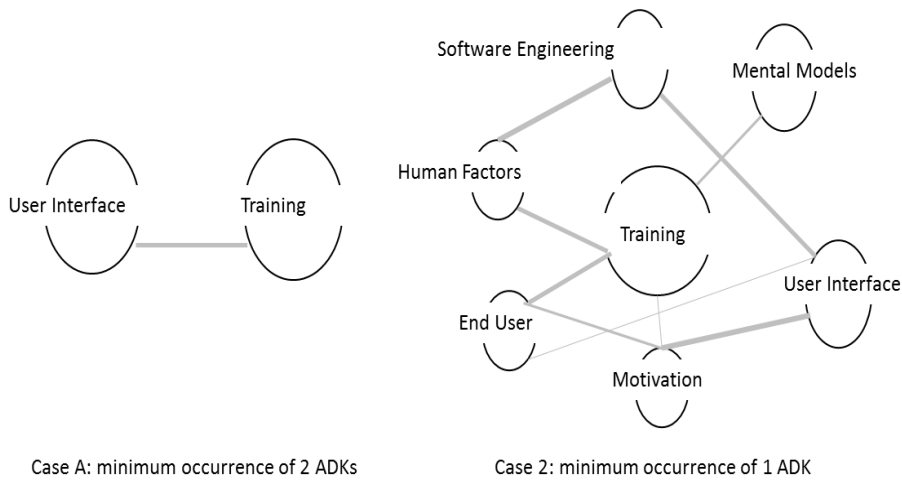 User Interface
Training
Case A: minimum occurrence of 2 ADKs
Software Engineering
Mental Models
Human Factors
Training
User Interface
End User
Motivation
Case 2: minimum occurrence of 1 ADK